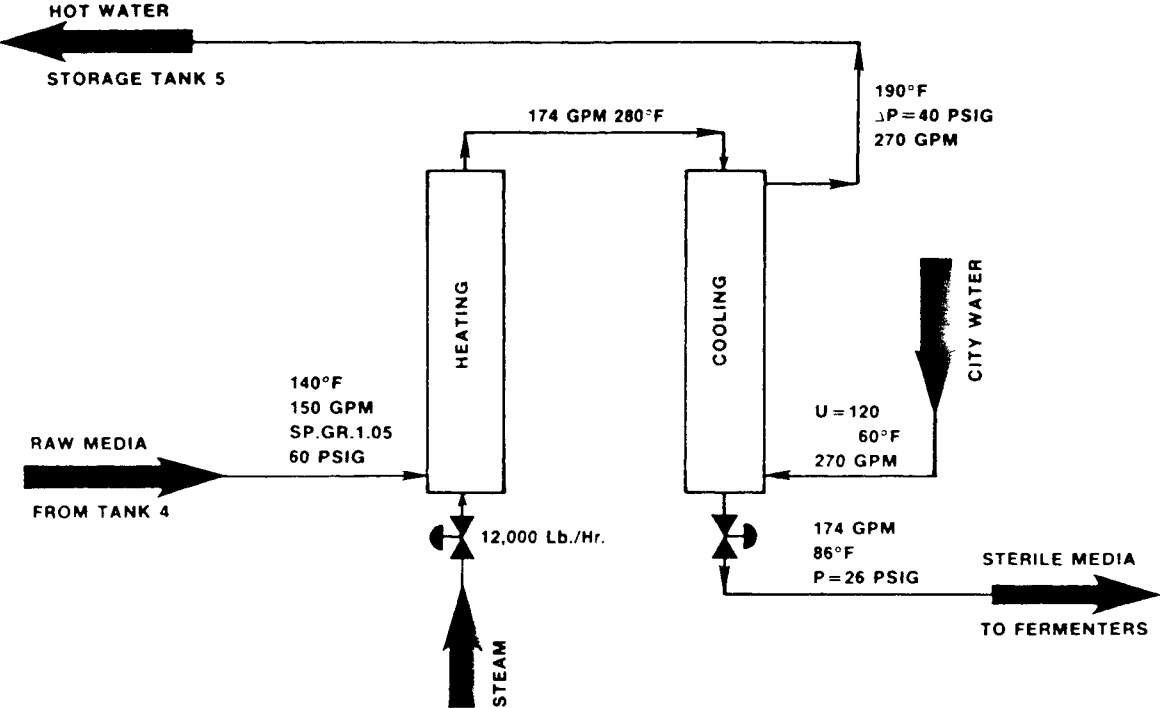 HOT WATER
STORAGE TANK 5
190°F
ΔP=40 PSIG
270 GPM
174 GPM 280°F
HEATING
COOLING
CITY WATER
140°F
150 GPM
SP.GR.1.05
60 PSIG
RAW MEDIA
FROM TANK 4
U=120
60°F
270 GPM
12,000 Lb./Hr.
174 GPM
86°F
P=26 PSIG
STERILE MEDIA
TO FERMENTERS
STEAM